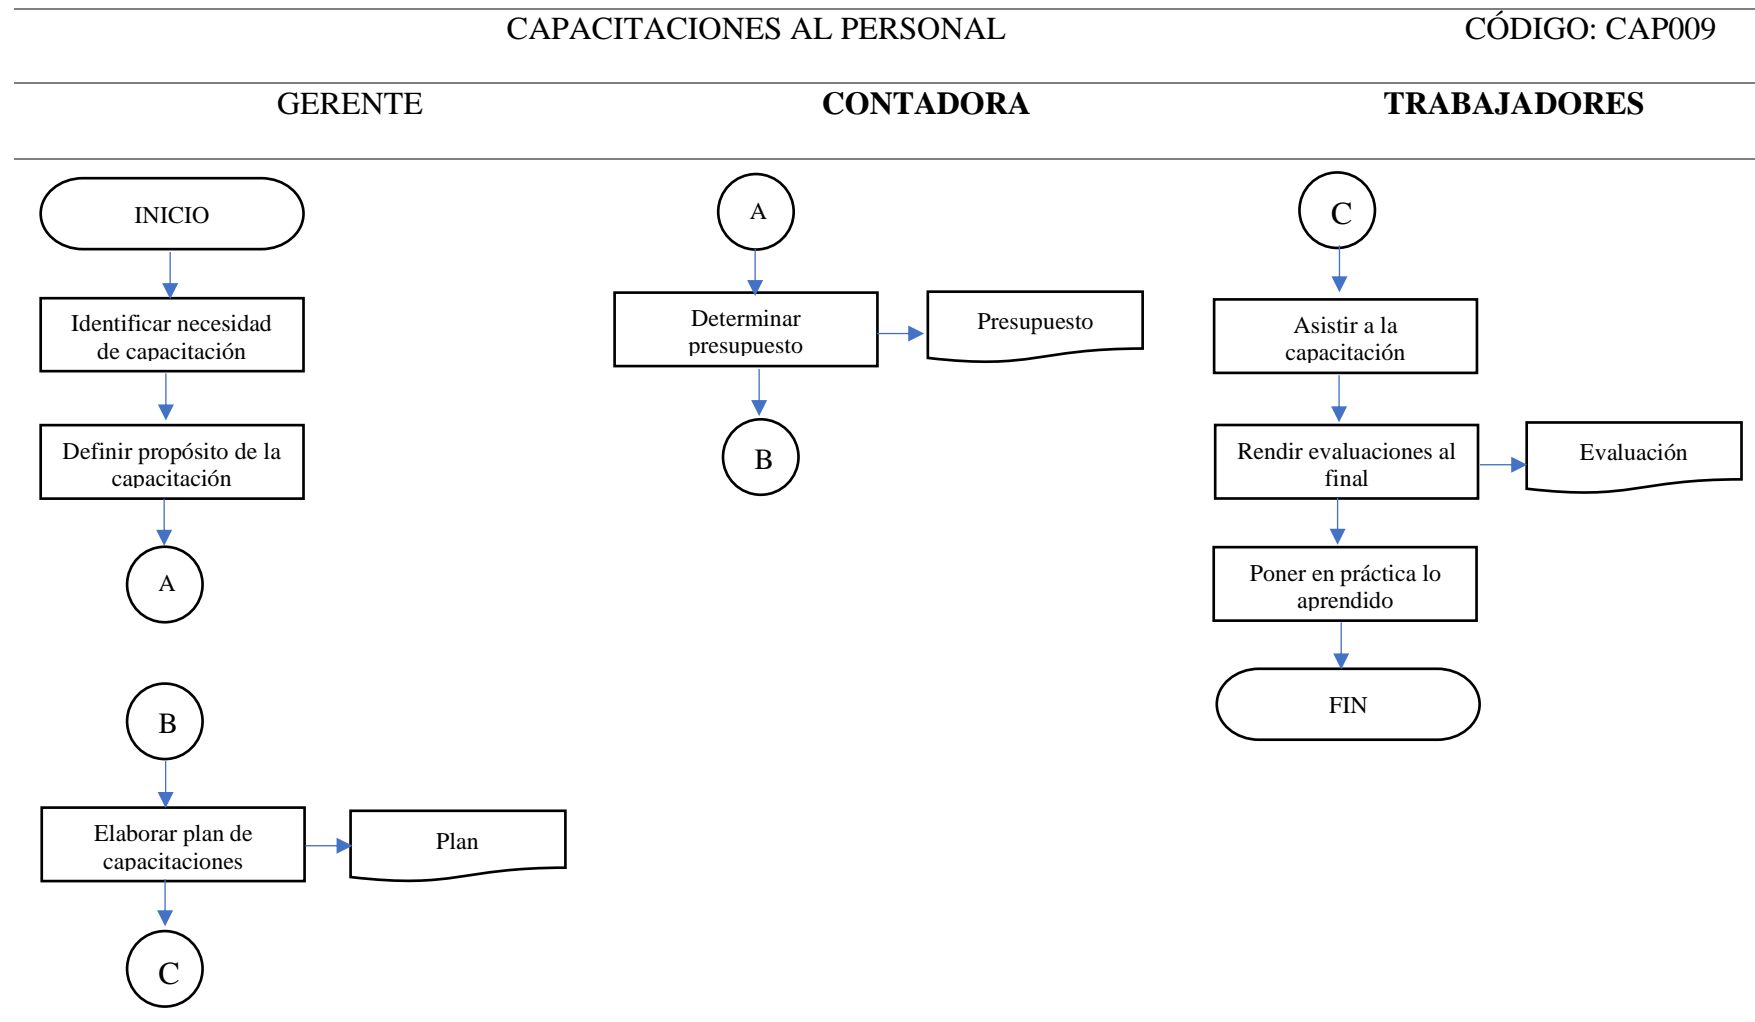 CAPACITACIONES AL PERSONAL
CÓDIGO: CAP009
GERENTE
CONTADORA
TRABAJADORES
INICIO
Identificar necesidad
de capacitación
Definir propósito de la
capacitación
A
B
Elaborar plan de
capacitaciones
Plan
C
A
Determinar
presupuesto
Presupuesto
B
C
Asistir a la
capacitación
Rendir evaluaciones al
final
Evaluación
Poner en práctica lo
aprendido
FIN